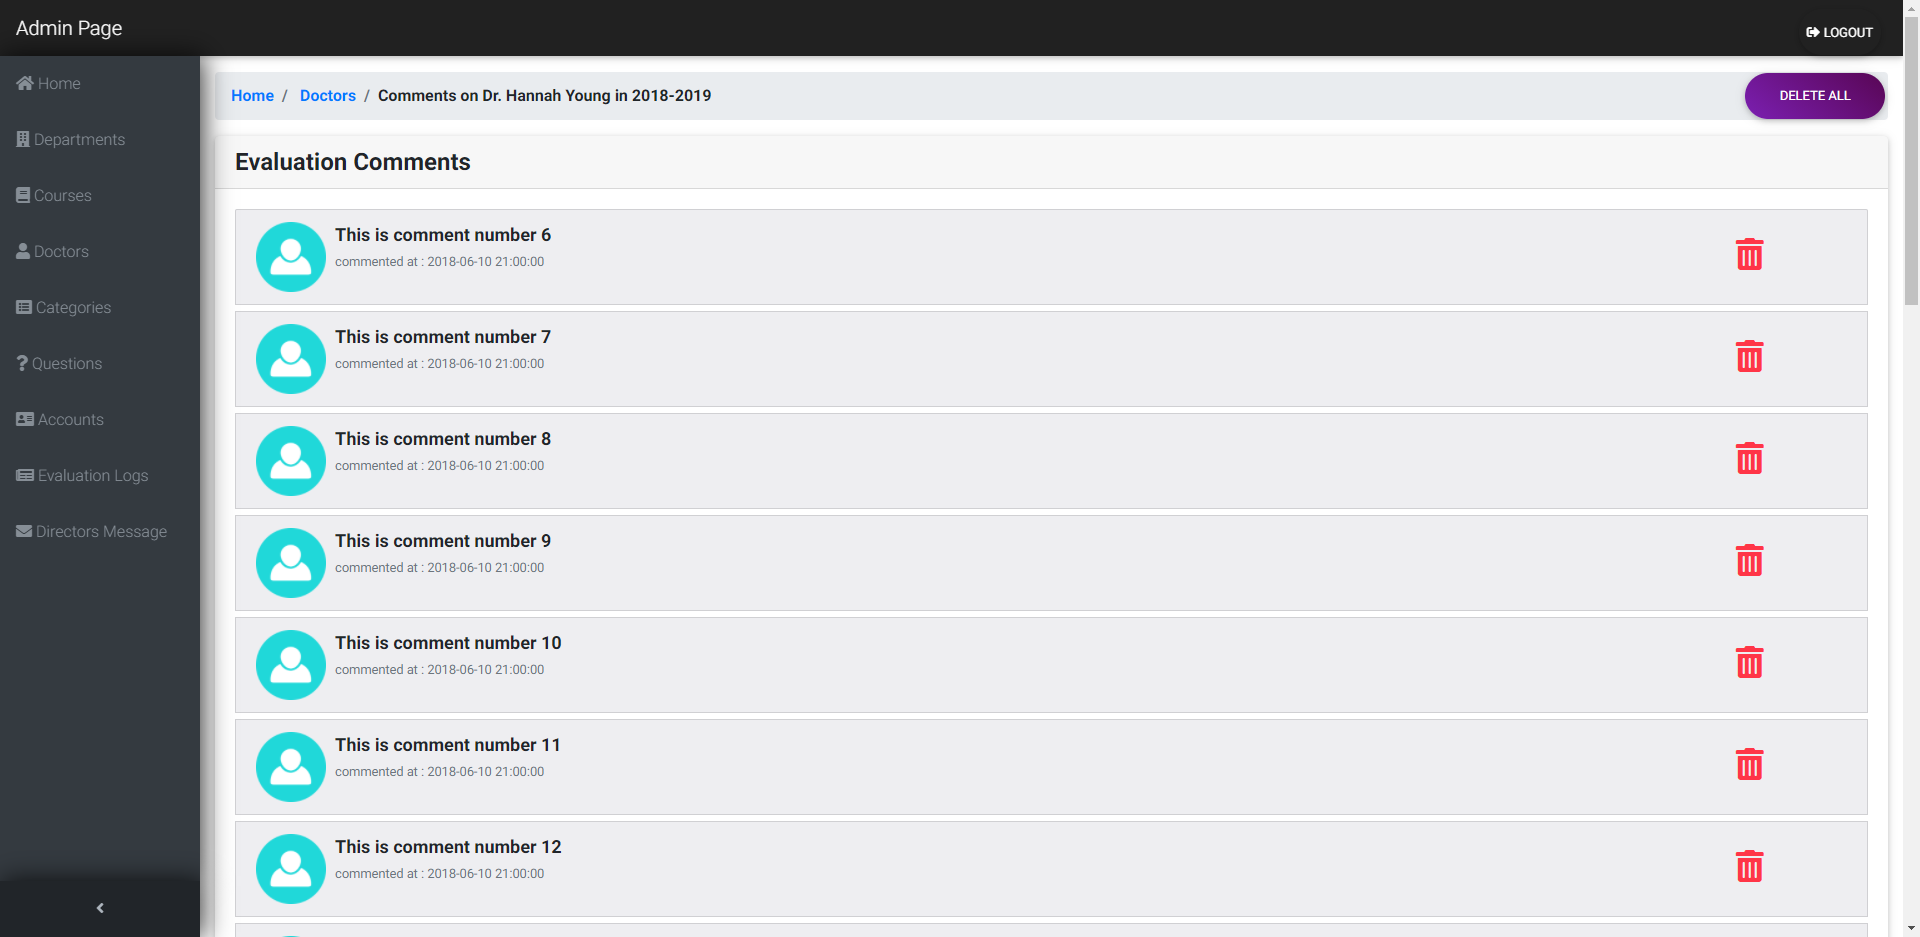 Admin Page
LOGOUT
Home
Departments
Courses
Doctors
Categories
Questions
Accounts
Evaluation Logs
Directors Message
Home / Doctors / Comments on Dr. Hannah Young in 2018-2019
DELETE ALL
Evaluation Comments
This is comment number 6
commented at : 2018-06-10 21:00:00
This is comment number 7
commented at : 2018-06-10 21:00:00
This is comment number 8
commented at : 2018-06-10 21:00:00
This is comment number 9
commented at : 2018-06-10 21:00:00
This is comment number 10
commented at : 2018-06-10 21:00:00
This is comment number 11
commented at : 2018-06-10 21:00:00
This is comment number 12
commented at : 2018-06-10 21:00:00